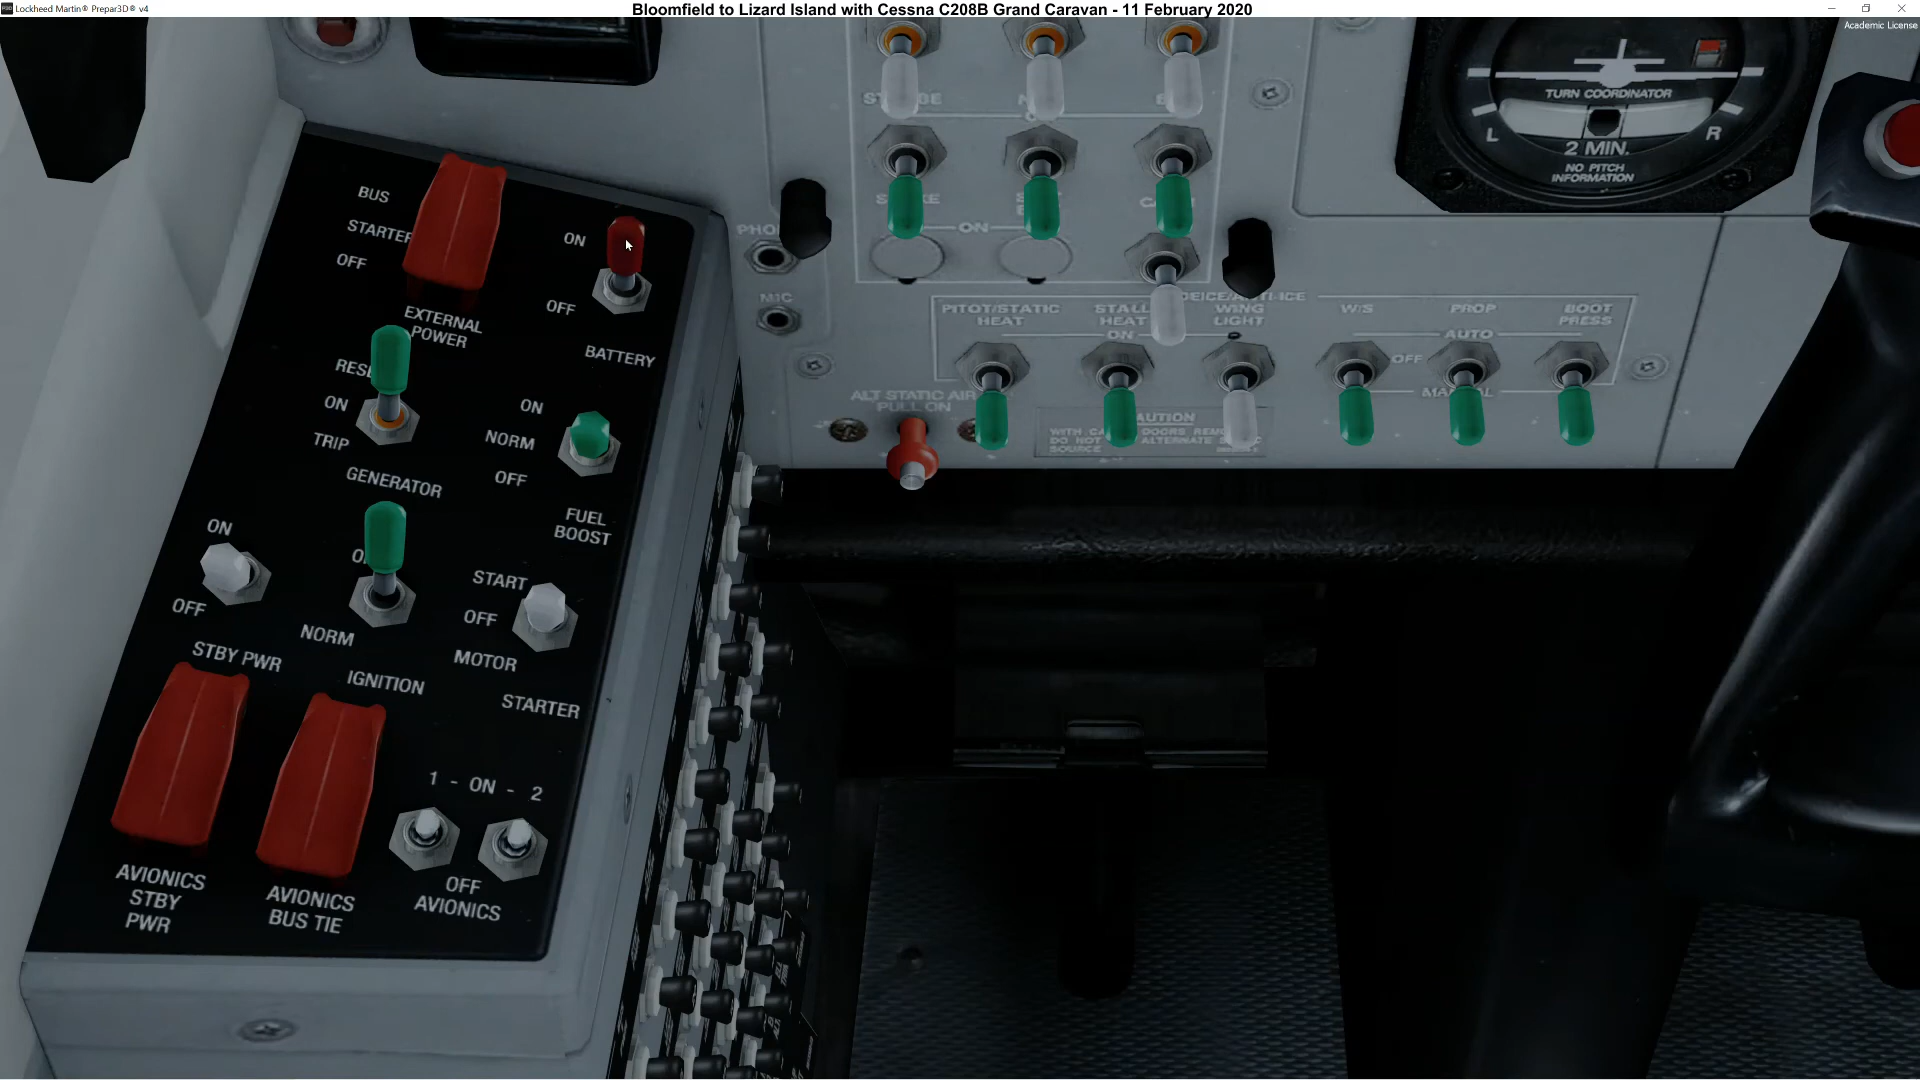 Lockheed Martin® Prepar3D® v4
Bloomfield to Lizard Island with Cessna C208B Grand Caravan - 11 February 2020
Academic License
BUS
STARTER
OFF
EXTERNAL
POWER
ON
OFF
BATTERY
ON
TRIP
GENERATOR
ON
NORM
OFF
FUEL
BOOST
ON
OFF
STBY PWR
NORM
IGNITION
START
OFF
MOTOR
STARTER
1 - ON - 2
OFF
AVIONICS
AVIONICS
STBY
PWR
AVIONICS
BUS TIE
ON
MIC
PITOT/STATIC
HEAT
STALL
HEAT
WING
LIGHT
W/S
PROP
BOOT
PRESS
ON
AUTO
OFF
ALT STATIC AIR
PULL ON
TURN COORDINATOR
L
R
2 MIN.
NO PITCH
INFORMATION